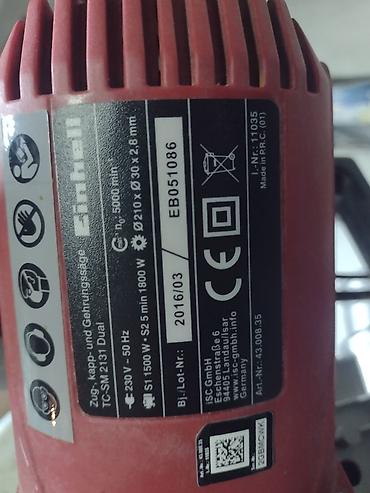 Einhell
Zug-, kapp- und Gehrungssäge
TC-SM 2131 Dual
n₀: 5000 min⁻¹
Ø 210 x Ø 30 x 2,8 mm
230 V ~ 50 Hz
S1 1500 W • S2 5 min 1800 W
Bj./Lot-Nr.: 2016/03 / EB051086
CE
iSC GmbH
Eschenstraße 6
94405 Landau/Isar
www.isc-gmbh.info
Germany
Art.-Nr.: 43.008.35
I.-Nr.: 11035
Made in P.R.C. (01)
2GBMCWK